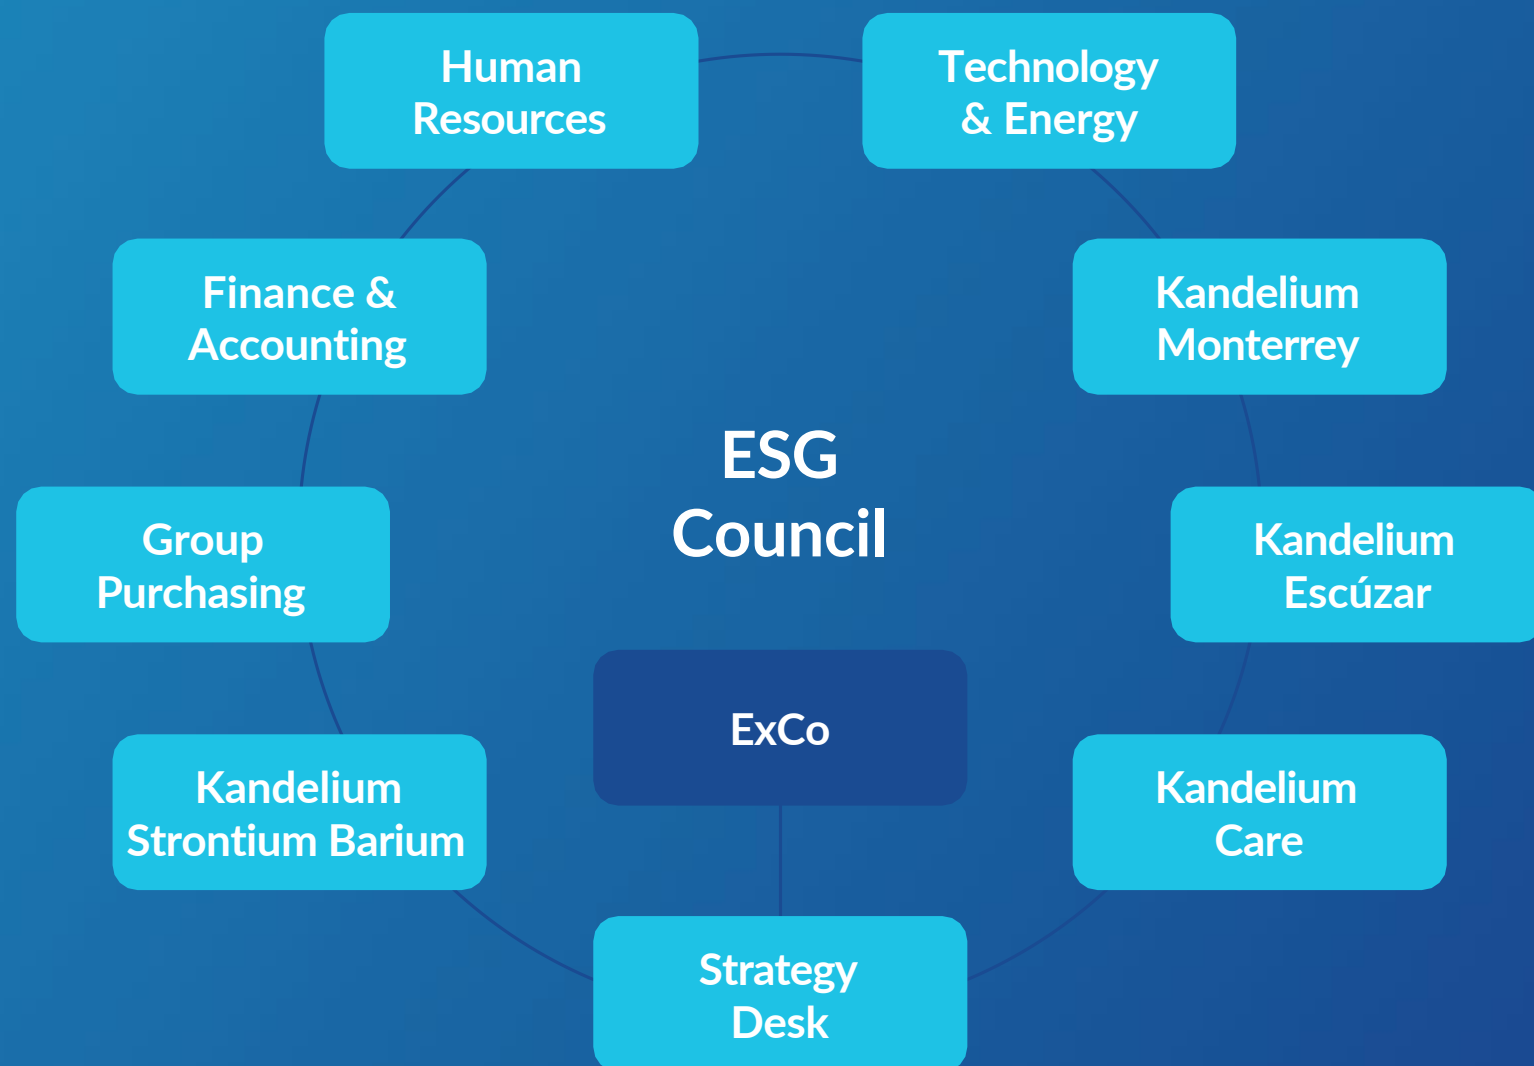 Human
Resources
Technology
& Energy
Finance &
Accounting
Kandelium
Monterrey
ESG
Council
Group
Purchasing
Kandelium
Escúzar
ExCo
Kandelium
Strontium Barium
Kandelium
Care
Strategy
Desk